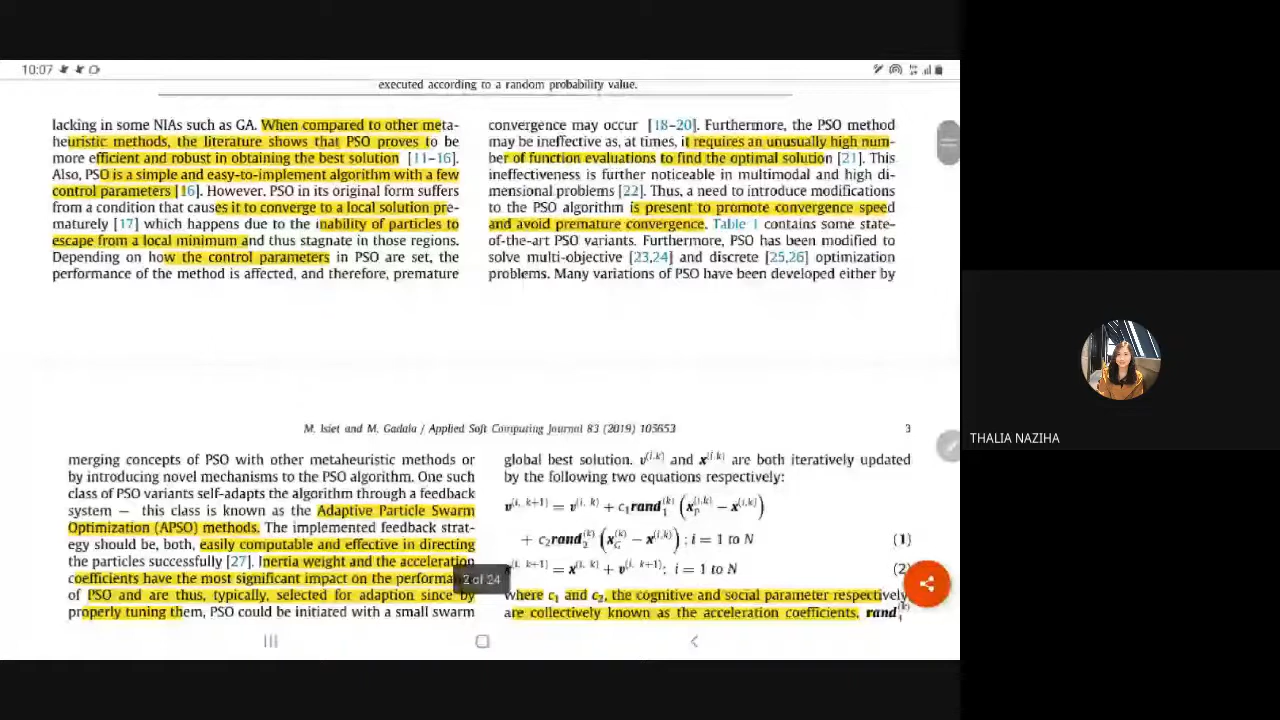 10:07
executed according to a random probability value.
lacking in some NIAs such as GA. When compared to other meta-
heuristic methods, the literature shows that PSO proves to be
more efficient and robust in obtaining the best solution [11–16].
Also, PSO is a simple and easy-to-implement algorithm with a few
control parameters [16]. However, PSO in its original form suffers
from a condition that causes it to converge to a local solution pre-
maturely [17] which happens due to the inability of particles to
escape from a local minimum and thus stagnate in those regions.
Depending on how the control parameters in PSO are set, the
performance of the method is affected, and therefore, premature
convergence may occur [18–20]. Furthermore, the PSO method
may be ineffective as, at times, it requires an unusually high num-
ber of function evaluations to find the optimal solution [21]. This
ineffectiveness is further noticeable in multimodal and high di-
mensional problems [22]. Thus, a need to introduce modifications
to the PSO algorithm is present to promote convergence speed
and avoid premature convergence. Table 1 contains some state-
of-the-art PSO variants. Furthermore, PSO has been modified to
solve multi-objective [23,24] and discrete [25,26] optimization
problems. Many variations of PSO have been developed either by
M. Isiet and M. Gadala / Applied Soft Computing Journal 83 (2019) 105653
3
merging concepts of PSO with other metaheuristic methods or
by introducing novel mechanisms to the PSO algorithm. One such
class of PSO variants self-adapts the algorithm through a feedback
system — this class is known as the Adaptive Particle Swarm
Optimization (APSO) methods. The implemented feedback strat-
egy should be, both, easily computable and effective in directing
the particles successfully [27]. Inertia weight and the acceleration
coefficients have the most significant impact on the performa
of PSO and are thus, typically, selected for adaption since by
properly tuning them, PSO could be initiated with a small swarm
2 of 24
global best solution. v^(i,k) and x^(i,k) are both iteratively updated
by the following two equations respectively:
v^(i, k+1) = v^(i, k) + c₁rand₁^(k) (x_P^(i,k) − x^(i,k))
+ c₂rand₂^(k) (x_G^(k) − x^(i,k)) ; i = 1 to N (1)
x^(i, k+1) = x^(i, k) + v^(i, k+1); i = 1 to N (2)
where c₁ and c₂, the cognitive and social parameter respectively
are collectively known as the acceleration coefficients. rand₁^(k)
THALIA NAZIHA